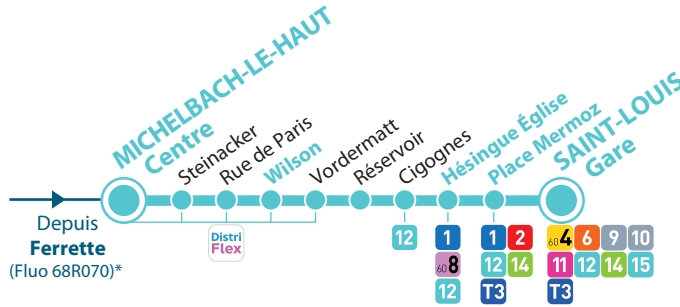 MICHELBACH-LE-HAUT
Centre
Steinacker
Rue de Paris
Wilson
Vordermatt
Réservoir
Cigognes
Hésingue Église
Place Mermoz
SAINT-LOUIS
Gare
Depuis
Ferrette
(Fluo 68R070)*
Distri
Flex
12
1
60 8
12
1 2
12 14
T3
60 4 6 9 10
11 12 14 15
T3